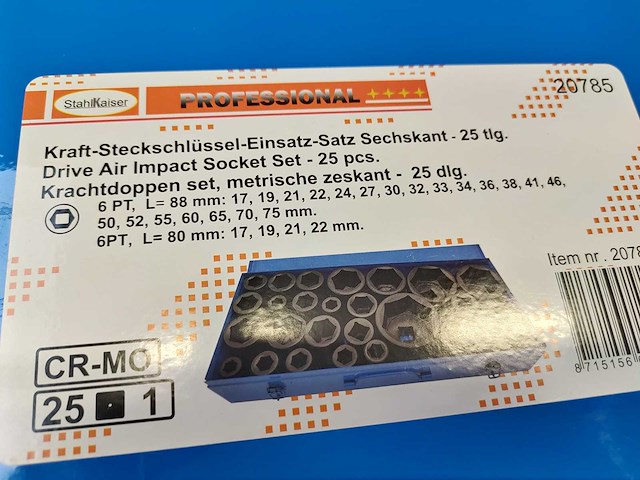 StahlKaiser
PROFESSIONAL ++++
20785
Kraft-Steckschlüssel-Einsatz-Satz Sechskant - 25 tlg.
Drive Air Impact Socket Set - 25 pcs.
Krachtdoppen set, metrische zeskant - 25 dlg.
6 PT, L= 88 mm: 17, 19, 21, 22, 24, 27, 30, 32, 33, 34, 36, 38, 41, 46,
50, 52, 55, 60, 65, 70, 75 mm.
6PT, L= 80 mm: 17, 19, 21, 22 mm.
Item nr. 2078
CR-MO
25 1
8 715156